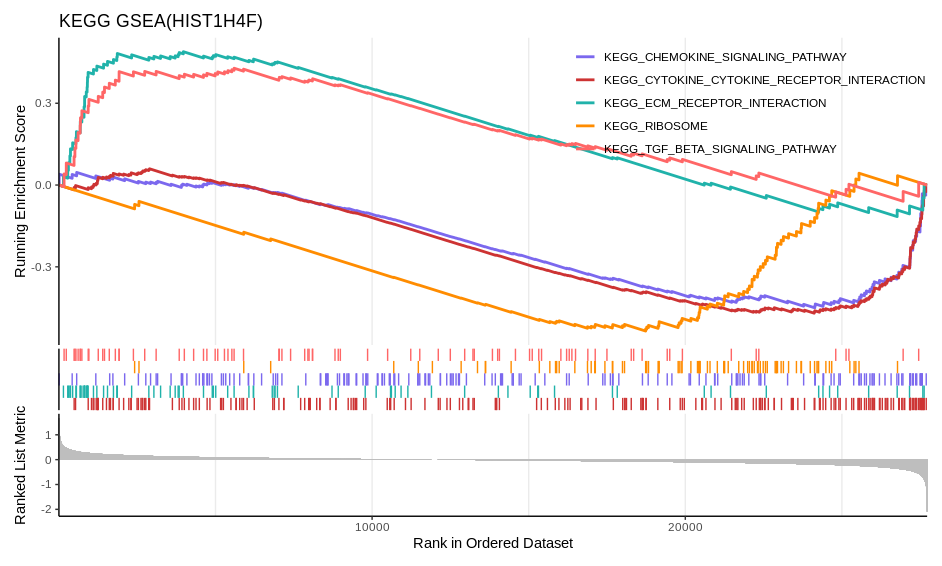 KEGG GSEA(HIST1H4F)
KEGG_CHEMOKINE_SIGNALING_PATHWAY
KEGG_CYTOKINE_CYTOKINE_RECEPTOR_INTERACTION
KEGG_ECM_RECEPTOR_INTERACTION
KEGG_RIBOSOME
KEGG_TGF_BETA_SIGNALING_PATHWAY
Running Enrichment Score
0.3
0.0
-0.3
Ranked List Metric
1
0
-1
-2
10000
20000
Rank in Ordered Dataset